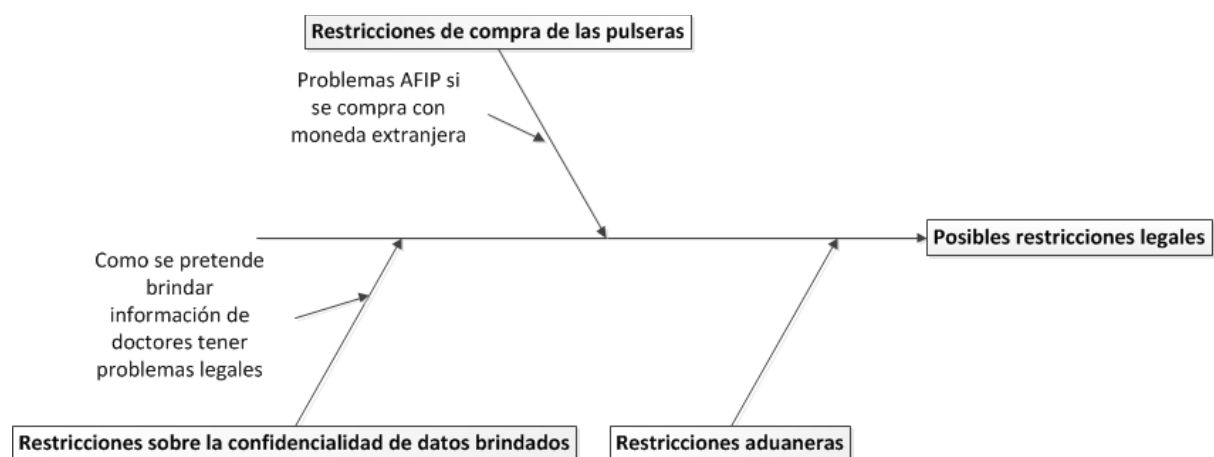 Restricciones de compra de las pulseras
Problemas AFIP si
se compra con
moneda extranjera
Posibles restricciones legales
Como se pretende
brindar
información de
doctores tener
problemas legales
Restricciones sobre la confidencialidad de datos brindados
Restricciones aduaneras